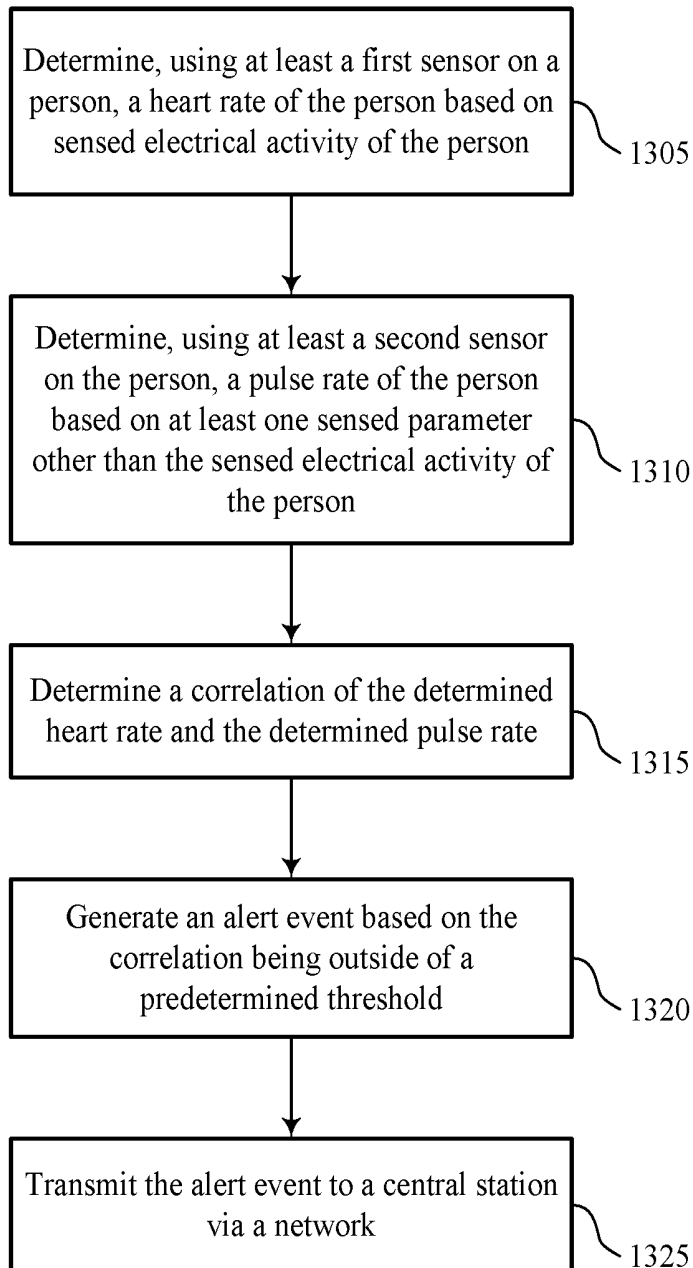 Determine, using at least a first sensor on a
person, a heart rate of the person based on
sensed electrical activity of the person
1305
Determine, using at least a second sensor
on the person, a pulse rate of the person
based on at least one sensed parameter
other than the sensed electrical activity of
the person
1310
Determine a correlation of the determined
heart rate and the determined pulse rate
1315
Generate an alert event based on the
correlation being outside of a
predetermined threshold
1320
Transmit the alert event to a central station
via a network
1325